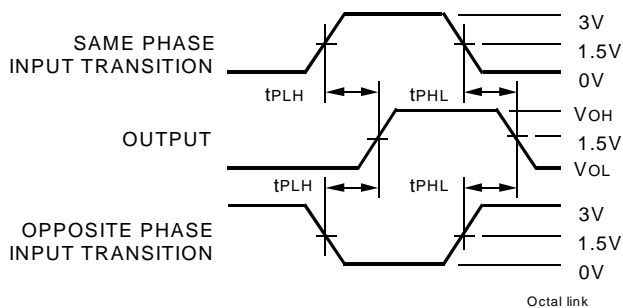 SAME PHASE
INPUT TRANSITION
3V
1.5V
0V
tPLH
tPHL
OUTPUT
VOH
1.5V
VOL
tPLH
tPHL
OPPOSITE PHASE
INPUT TRANSITION
3V
1.5V
0V
Octal link